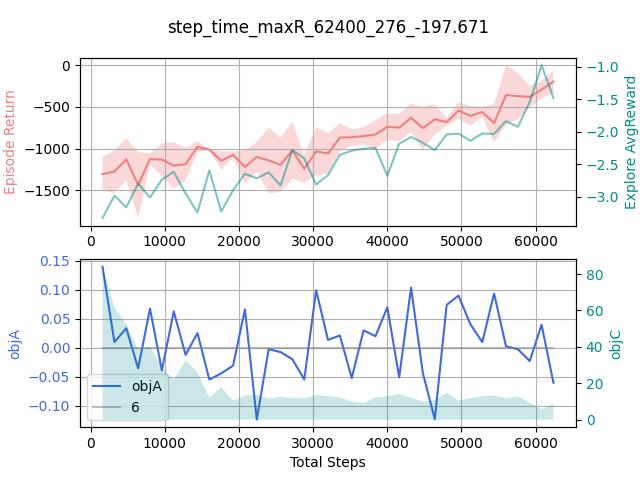 step_time_maxR_62400_276_-197.671
0
−500
−1000
−1500
Episode Return
−1.0
−1.5
−2.0
−2.5
−3.0
Explore AvgReward
0 10000 20000 30000 40000 50000 60000
0.15
0.10
0.05
0.00
−0.05
−0.10
objA
80
60
40
20
0
objC
objA
6
0 10000 20000 30000 40000 50000 60000
Total Steps